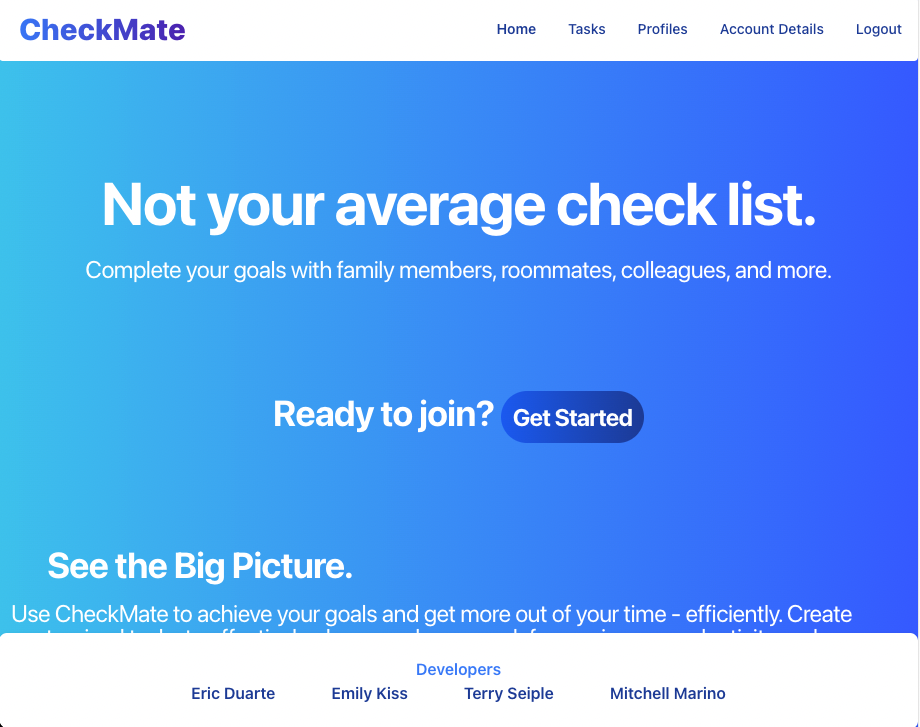 CheckMate
Home Tasks Profiles Account Details Logout
Not your average check list.
Complete your goals with family members, roommates, colleagues, and more.
Ready to join? Get Started
See the Big Picture.
Use CheckMate to achieve your goals and get more out of your time - efficiently. Create
Developers
Eric Duarte Emily Kiss Terry Seiple Mitchell Marino